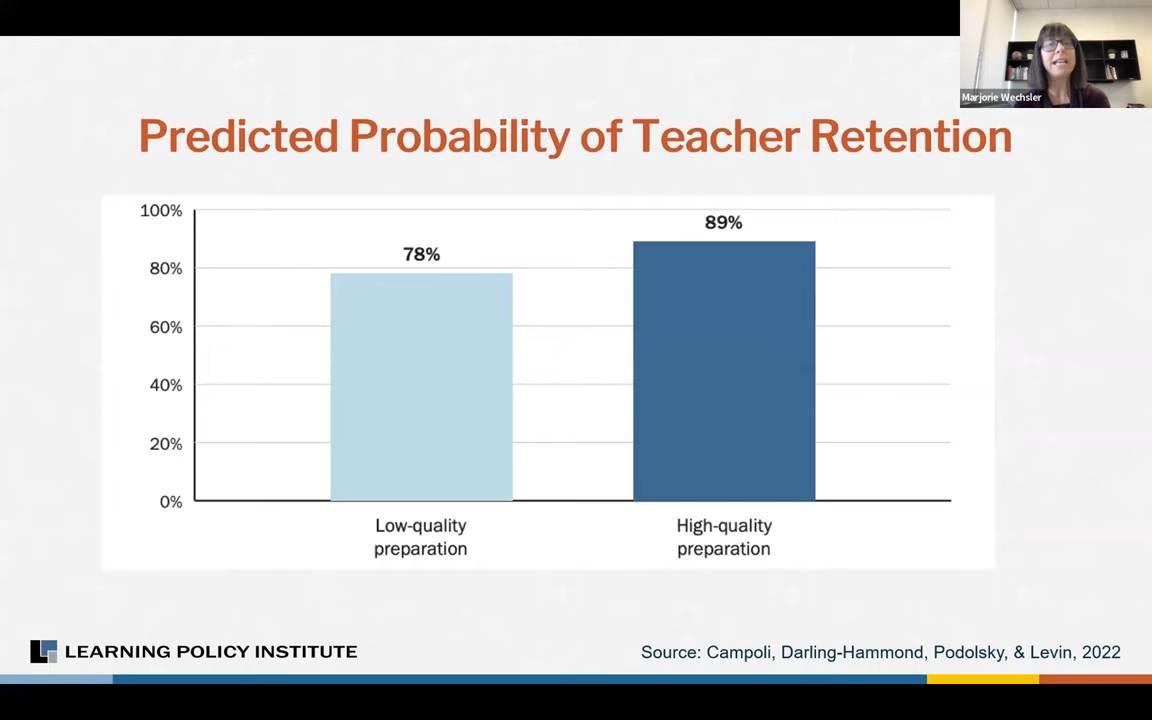 Marjorie Wechsler
Predicted Probability of Teacher Retention
100%
80%
60%
40%
20%
0%
78%
89%
Low-quality
preparation
High-quality
preparation
LEARNING POLICY INSTITUTE
Source: Campoli, Darling-Hammond, Podolsky, & Levin, 2022